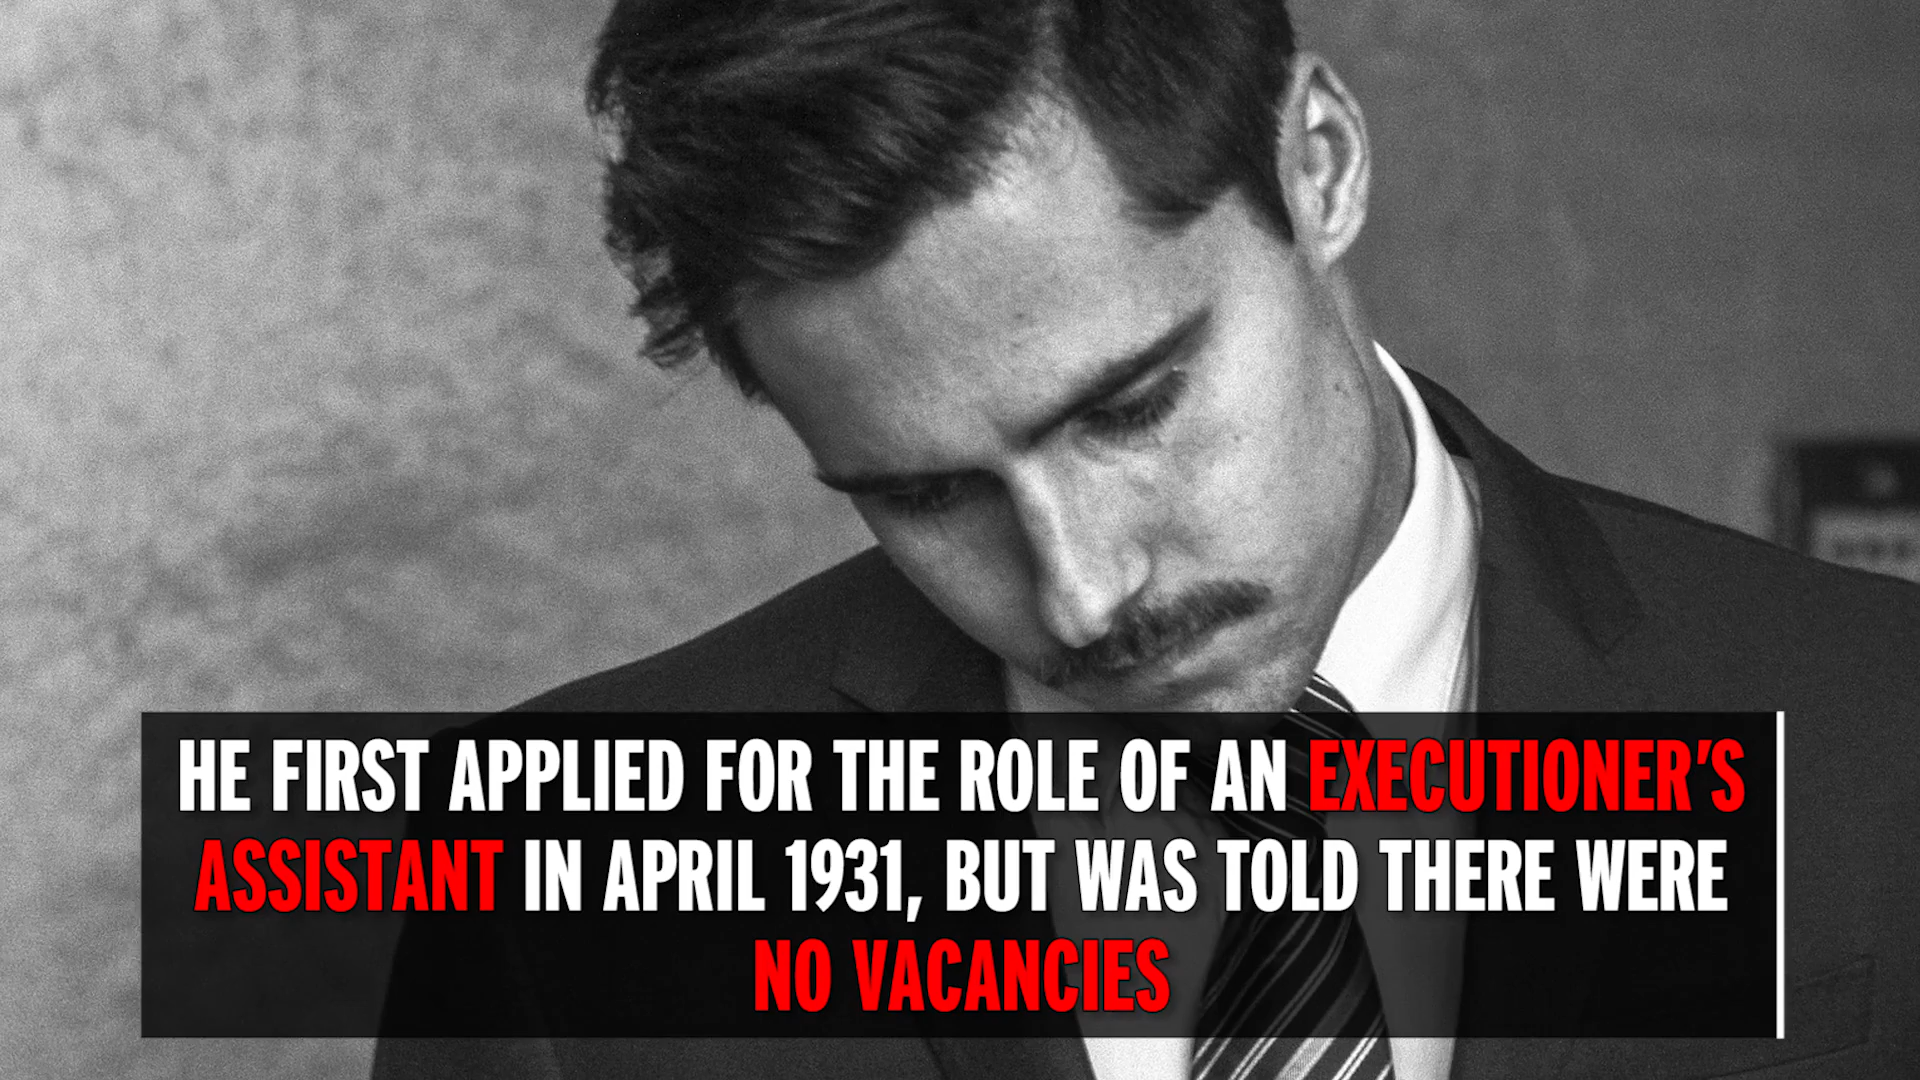 HE FIRST APPLIED FOR THE ROLE OF AN EXECUTIONER'S
ASSISTANT IN APRIL 1931, BUT WAS TOLD THERE WERE
NO VACANCIES